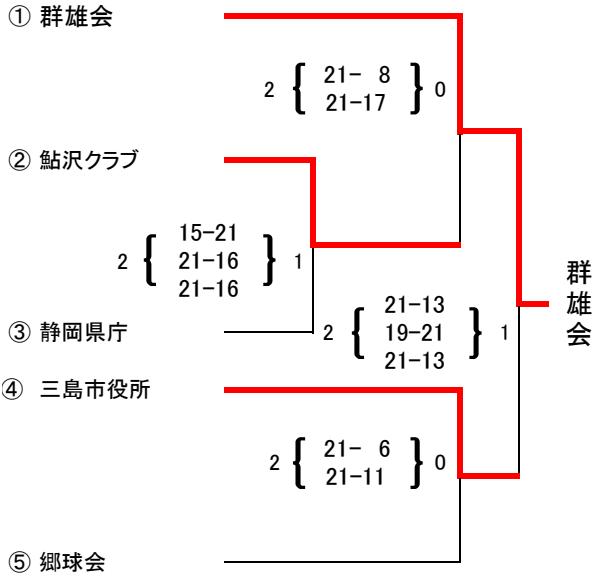 ① 群雄会
2 { 21- 8 } 0
21-17
② 鮎沢クラブ
15-21
2 { 21-16 } 1
21-16
③ 静岡県庁
21-13
2 { 19-21 } 1
21-13
群雄会
④ 三島市役所
2 { 21- 6 } 0
21-11
⑤ 郷球会